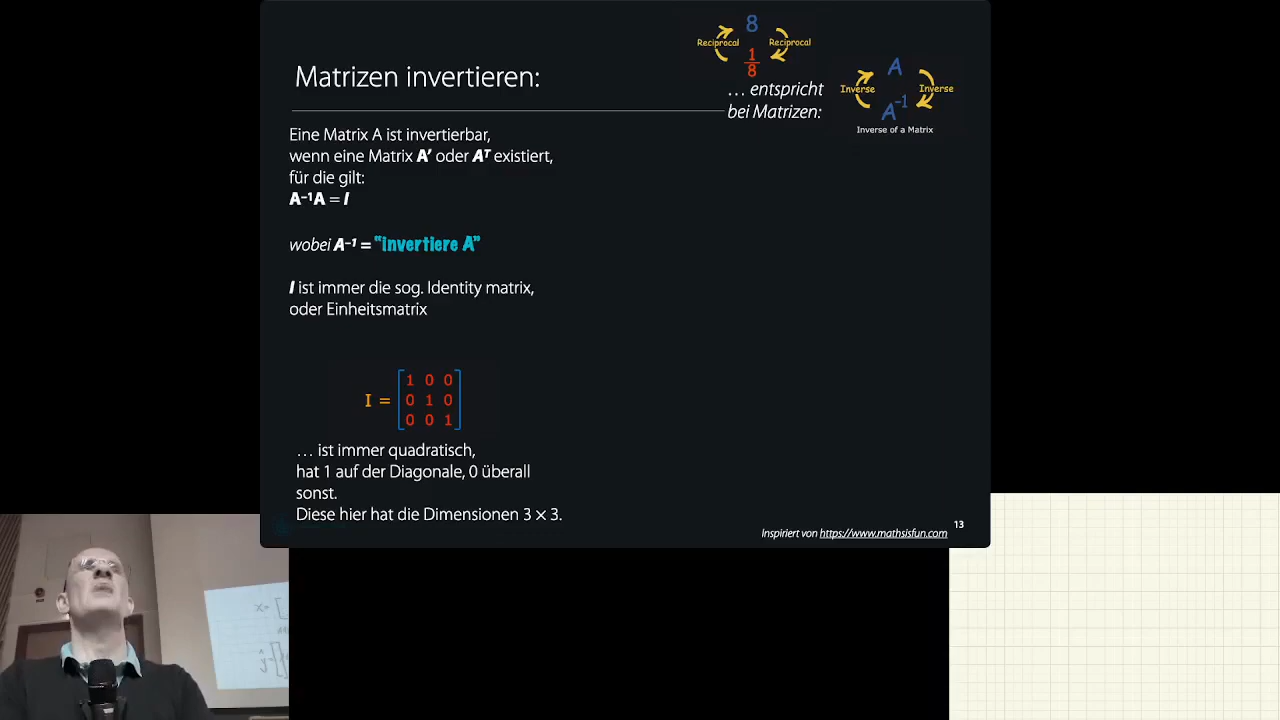 Matrizen invertieren:
8
Reciprocal Reciprocal
1
8
… entspricht
bei Matrizen:
A
Inverse Inverse
A⁻¹
Inverse of a Matrix
Eine Matrix A ist invertierbar,
wenn eine Matrix A′ oder Aᵀ existiert,
für die gilt:
A⁻¹A = I
wobei A⁻¹ = "invertiere A"
I ist immer die sog. Identity matrix,
oder Einheitsmatrix
I =
1 0 0
0 1 0
0 0 1
… ist immer quadratisch,
hat 1 auf der Diagonale, 0 überall
sonst.
Diese hier hat die Dimensionen 3 × 3.
Inspiriert von https://www.mathsisfun.com
13
x = [